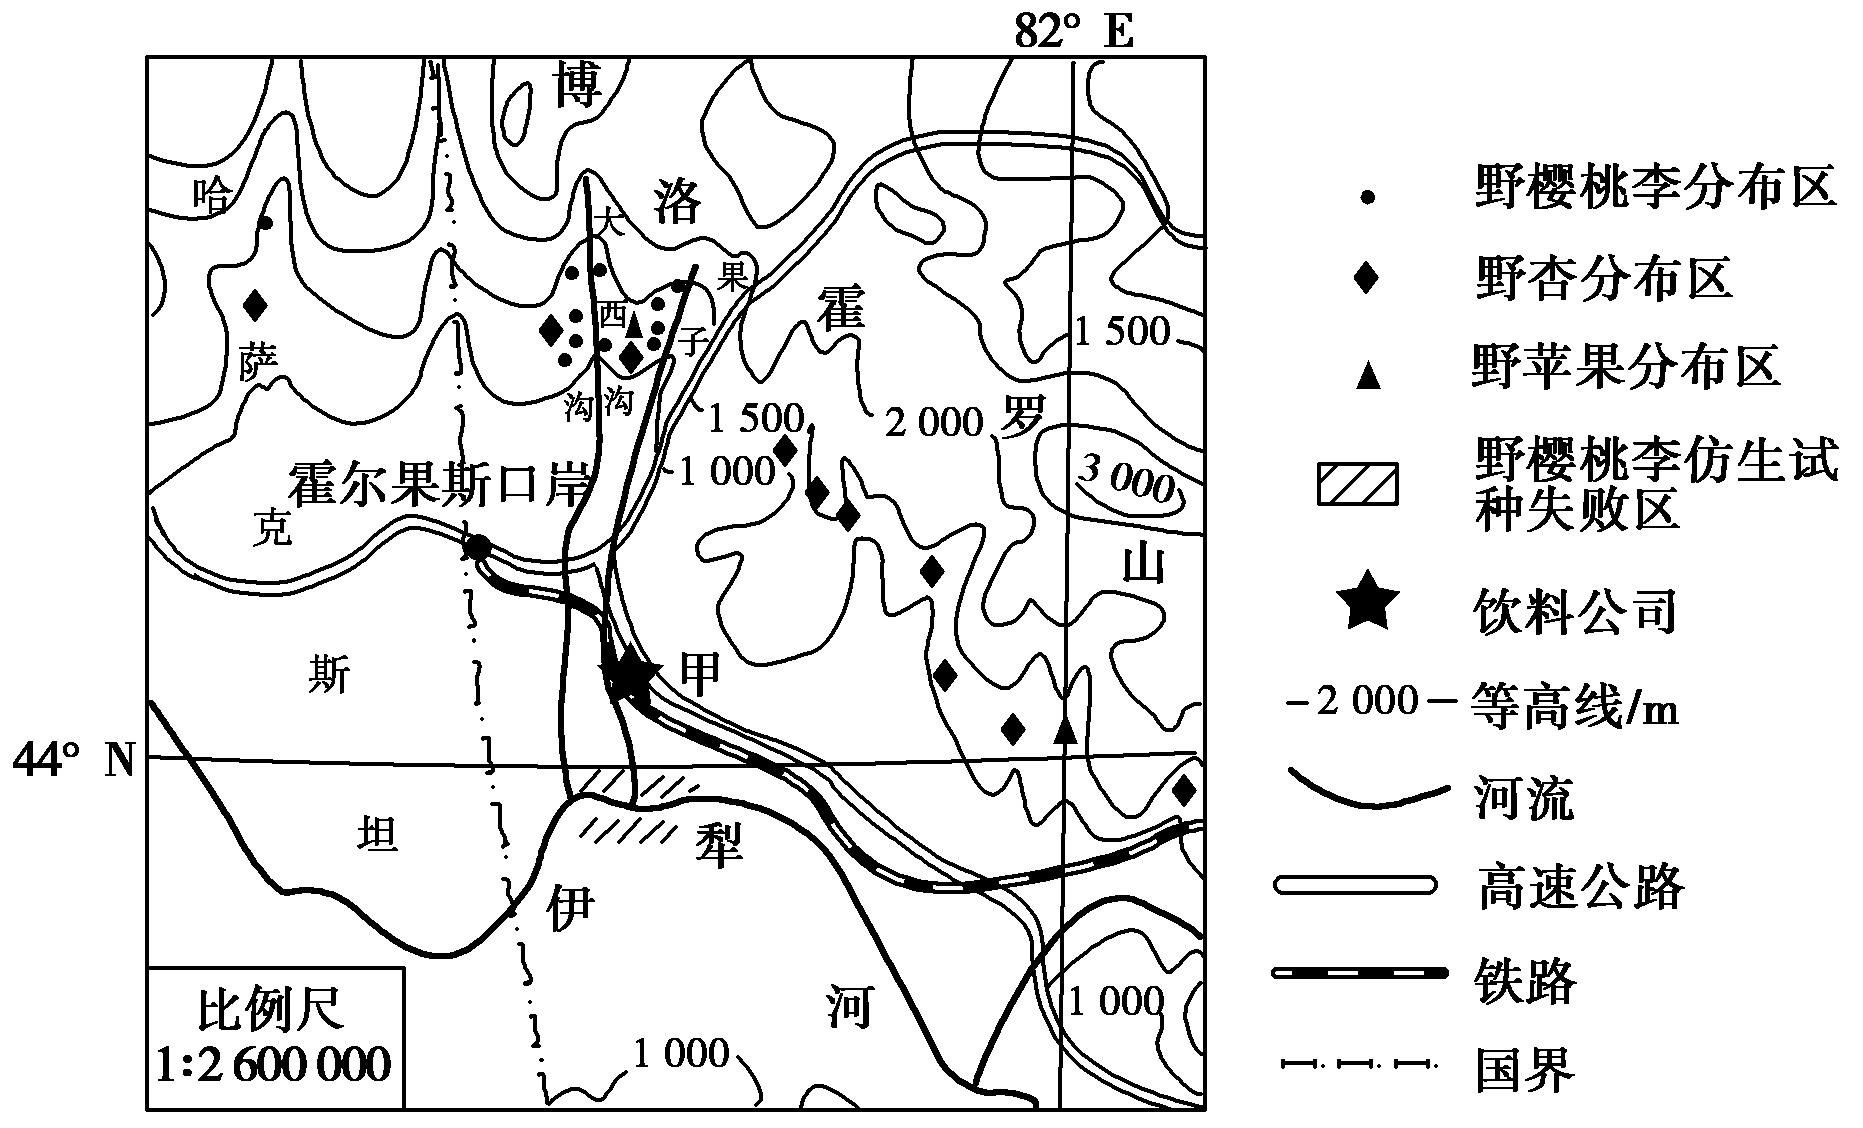 82° E
博
哈
洛
大
果
西
霍
子
1 500
萨
沟
沟
1 500
2 000
罗
1 000
3 000
霍尔果斯口岸
克
山
斯
甲
44° N
坦
犁
伊
河
1 000
1 000
比例尺
1:2 600 000
野樱桃李分布区
野杏分布区
野苹果分布区
野樱桃李仿生试
种失败区
饮料公司
2 000
等高线/m
河流
高速公路
铁路
国界